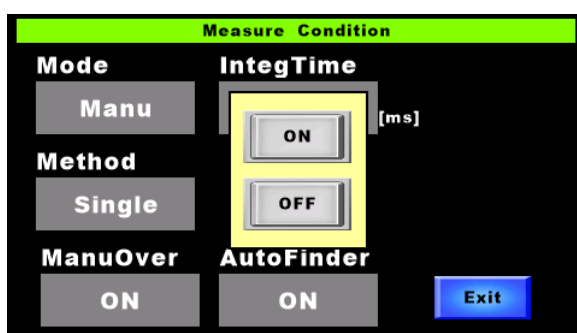 Measure Condition
Mode IntegTime
Manu [ms]
ON
Method
Single OFF
ManuOver AutoFinder
ON ON Exit